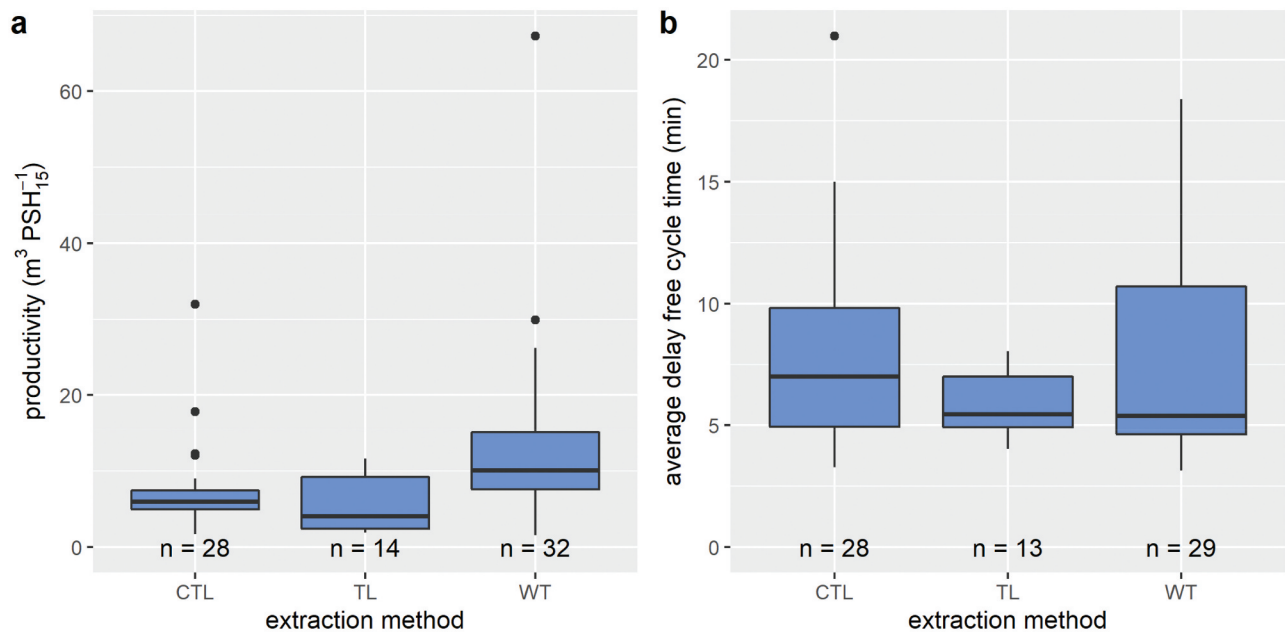 a
60
40
20
0
productivity (m³ PSH₁₅⁻¹)
n = 28
n = 14
n = 32
CTL
TL
WT
extraction method
b
20
15
10
5
0
average delay free cycle time (min)
n = 28
n = 13
n = 29
CTL
TL
WT
extraction method